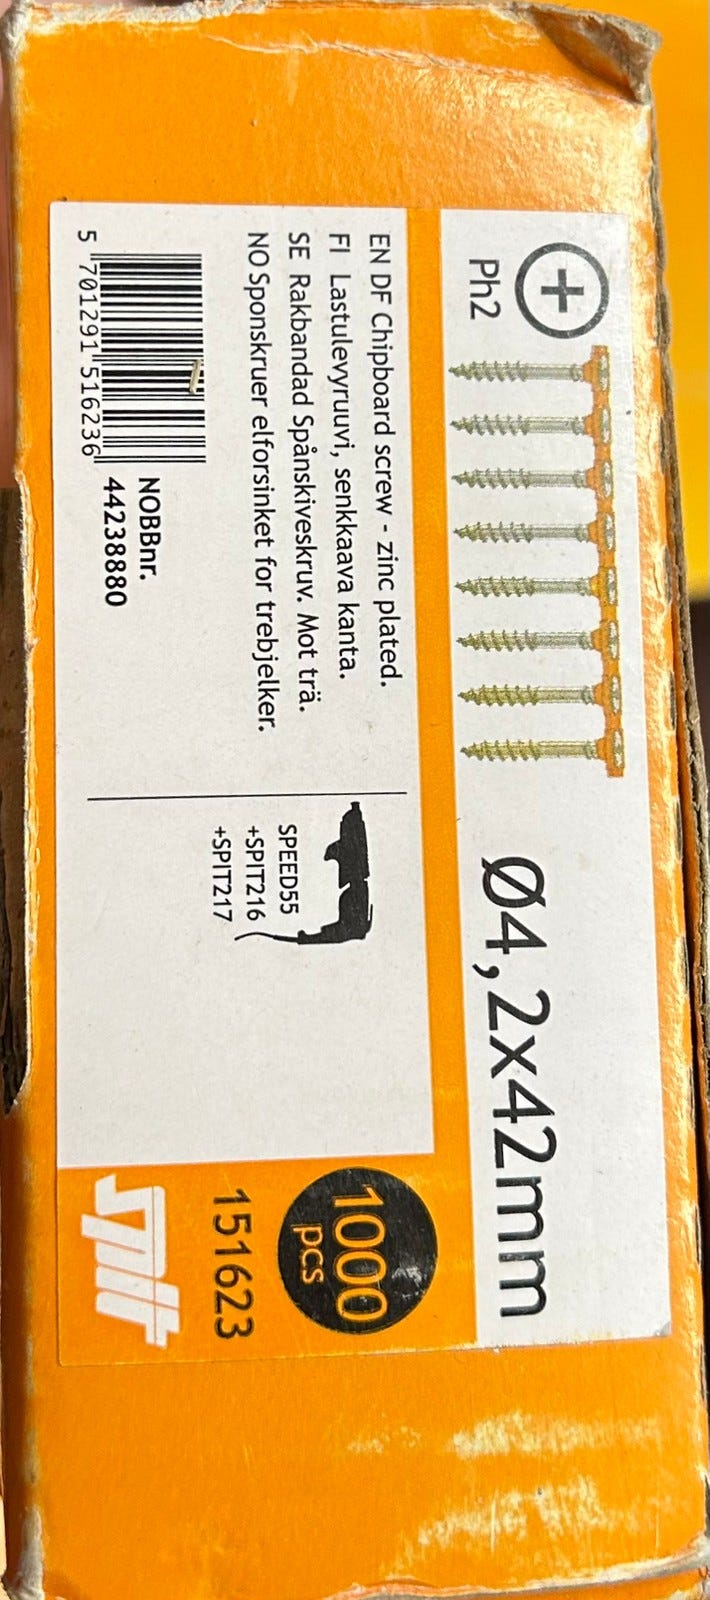 Ph2
Ø4,2x42mm
EN DF Chipboard screw - zinc plated.
FI Lastulevyruuvi, senkkaava kanta.
SE Rakbandad Spånskiveskruv. Mot trä.
NO Sponskruer elforsinket for trebjelker.
5 701291 516236
NOBBnr.
44238880
SPEED55
+SPIT216
+SPIT217
1000
pcs
151623
spit